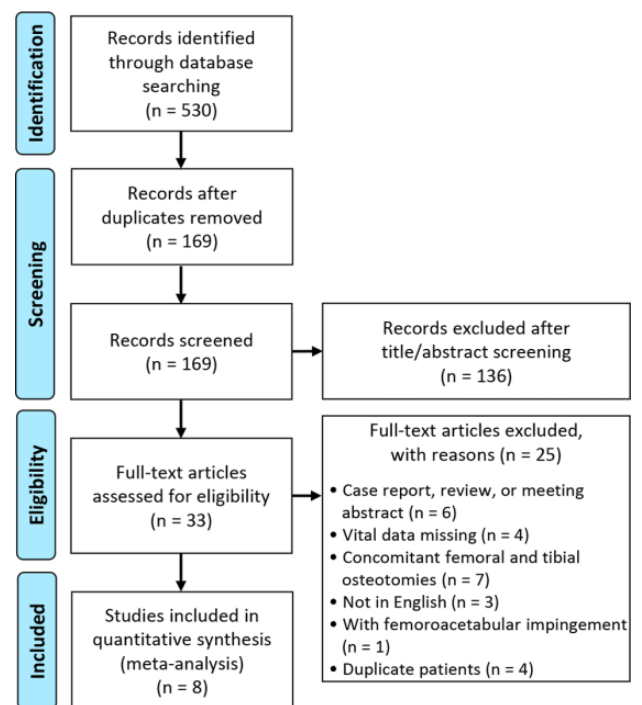 Identification
Records identified
through database
searching
(n = 530)
Screening
Records after
duplicates removed
(n = 169)
Records screened
(n = 169)
Records excluded after
title/abstract screening
(n = 136)
Eligibility
Full-text articles
assessed for eligibility
(n = 33)
Full-text articles excluded,
with reasons (n = 25)
• Case report, review, or meeting
abstract (n = 6)
• Vital data missing (n = 4)
• Concomitant femoral and tibial
osteotomies (n = 7)
• Not in English (n = 3)
• With femoroacetabular impingement
(n = 1)
• Duplicate patients (n = 4)
Included
Studies included in
quantitative synthesis
(meta-analysis)
(n = 8)